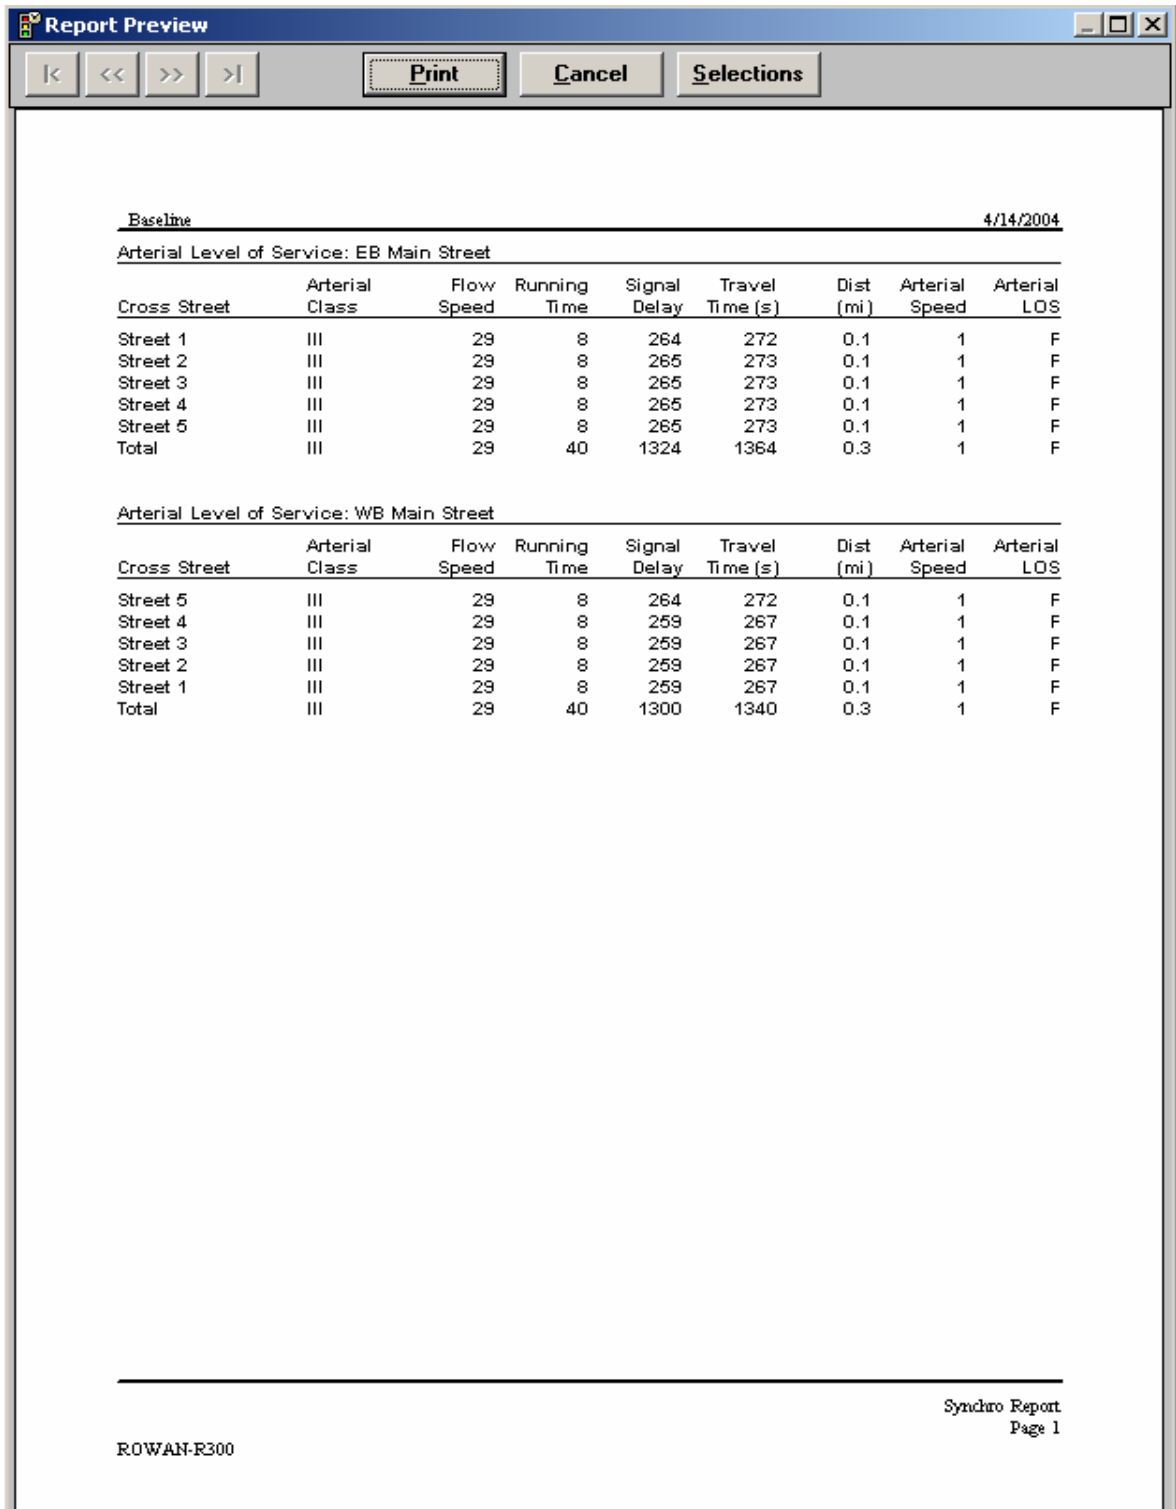 Report Preview
|< << >> >| Print Cancel Selections
Baseline 4/14/2004
Arterial Level of Service: EB Main Street
Arterial Flow Running Signal Travel Dist Arterial Arterial
Cross Street Class Speed Time Delay Time (s) (mi) Speed LOS
Street 1 III 29 8 264 272 0.1 1 F
Street 2 III 29 8 265 273 0.1 1 F
Street 3 III 29 8 265 273 0.1 1 F
Street 4 III 29 8 265 273 0.1 1 F
Street 5 III 29 8 265 273 0.1 1 F
Total III 29 40 1324 1364 0.3 1 F
Arterial Level of Service: WB Main Street
Arterial Flow Running Signal Travel Dist Arterial Arterial
Cross Street Class Speed Time Delay Time (s) (mi) Speed LOS
Street 5 III 29 8 264 272 0.1 1 F
Street 4 III 29 8 259 267 0.1 1 F
Street 3 III 29 8 259 267 0.1 1 F
Street 2 III 29 8 259 267 0.1 1 F
Street 1 III 29 8 259 267 0.1 1 F
Total III 29 40 1300 1340 0.3 1 F
Synchro Report
Page 1
ROWAN-R300